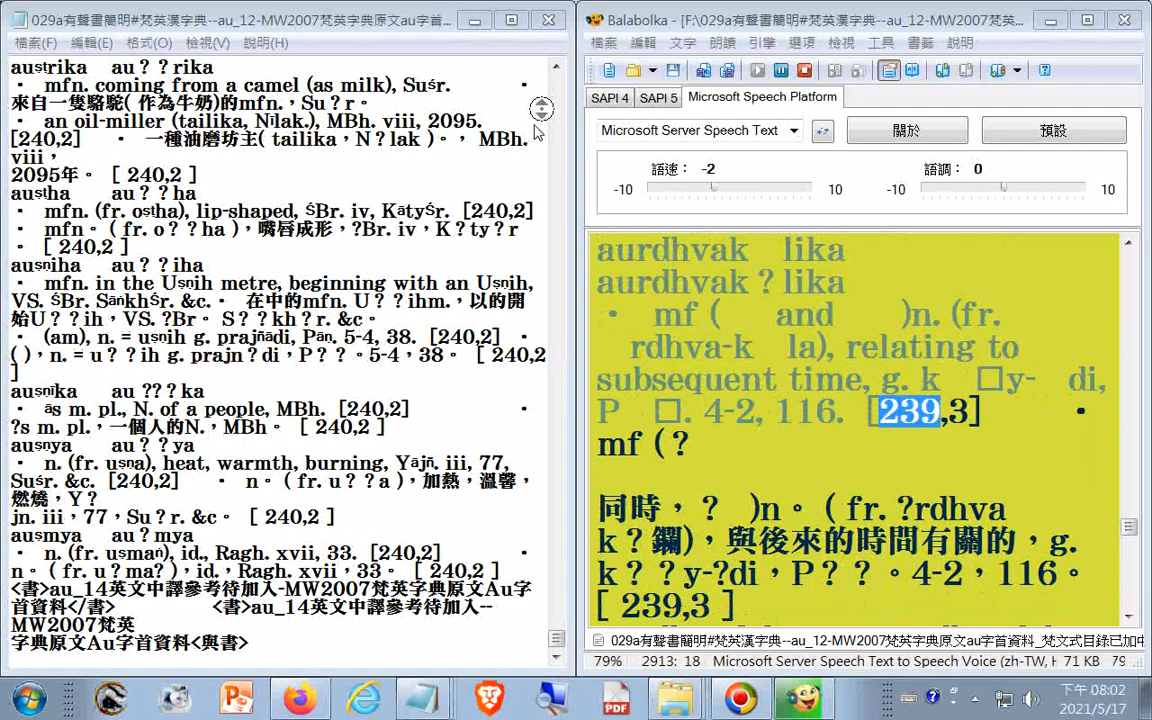 029a有聲書簡明#梵英漢字典--au_12-MW2007梵英字典原文au字首...
檔案(F) 編輯(E) 格式(O) 檢視(V) 說明(H)
auṣṭrika au？？rika
• mfn. coming from a camel (as milk), Suśr. •
來自一隻駱駝( 作為牛奶)的mfn.，Su？r。
• an oil-miller (tailika, Nīlak.), MBh. viii, 2095.
[240,2] • 一種油磨坊主( tailika，N？lak )。， MBh.
viii，
2095年。 [ 240,2 ]
auṣṭha au？？ha
• mfn. (fr. oṣṭha), lip-shaped, ŚBr. iv, KātyŚr. [240,2]
• mfn。( fr. o？？ha )，嘴唇成形，?Br. iv，K？ty？r
。 [ 240,2 ]
auṣṇiha au？？iha
• mfn. in the Uṣṇih metre, beginning with an Uṣṇih,
VS. ŚBr. ŚāṅkhŚr. &c. • 在中的mfn. U？？ihm.，以的開
始U？？ih，VS. ?Br。 S？？kh？r. &c。
• (am), n. = uṣṇih g. prajñādi, Pāṇ. 5-4, 38. [240,2] •
( )，n. = u？？ih g. prajn？di，P？？。5-4，38。 [ 240,2
]
auṣṇīka au？？？ka
• ās m. pl., N. of a people, MBh. [240,2] •
?s m. pl.，一個人的N.，MBh。 [ 240,2 ]
auṣṇya au？？ya
• n. (fr. uṣṇa), heat, warmth, burning, Yājñ. iii, 77,
Suśr. &c. [240,2] • n。( fr. u？？a )，加熱，溫馨，
燃燒，Y？
jn. iii，77，Su？r. &c。 [ 240,2 ]
auṣmya au？mya
• n. (fr. uṣman), id., Ragh. xvii, 33. [240,2] •
n。( fr. u？ma? )，id.，Ragh. xvii，33。 [ 240,2 ]
<書>au_14英文中譯參考待加入-MW2007梵英字典原文Au字
首資料</書> <書>au_14英文中譯參考待加入--
MW2007梵英
字典原文Au字首資料<與書>
Balabolka - [F:\029a有聲書簡明#梵英漢字典--au_12-MW2007梵英...
檔案 編輯 文字 朗讀 引擎 選項 檢視 工具 書籤 說明
SAPI 4 SAPI 5 Microsoft Speech Platform
Microsoft Server Speech Text 關於 預設
語速： -2 語調： 0
-10 10 -10 10
aurdhvak lika
aurdhvak？lika
• mf ( and )n. (fr.
rdhva-k la), relating to
subsequent time, g. k □y- di,
P □. 4-2, 116. [239,3] •
mf (？
同時，？ )n。( fr. ?rdhva
k？鑭)，與後來的時間有關的，g.
k？？y-?di，P？？。4-2，116。
[ 239,3 ]
029a有聲書簡明#梵英漢字典--au_12-MW2007梵英字典原文au字首資料_梵文式目錄已加中
79% 2913: 18 Microsoft Server Speech Text to Speech Voice (zh-TW, H 71 KB 79
下午 08:02
2021/5/17